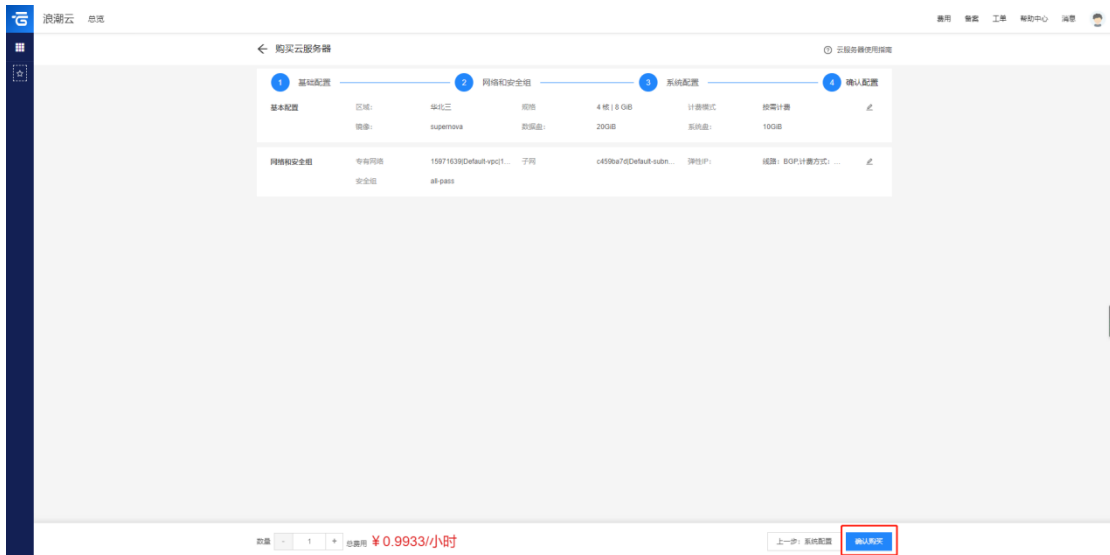 浪潮云 总览 费用 备案 工单 帮助中心 消息
← 购买云服务器 云服务器使用指南
1 基础配置 2 网络和安全组 3 系统配置 4 确认配置
基本配置 区域: 华北三 规格 4 核 | 8 GiB 计费模式 按需计费
镜像: supernova 数据盘: 20GiB 系统盘: 10GiB
网络和安全组 专有网络 15971639|Default-vpc|1... 子网 c459ba7d|Default-subn... 弹性IP: 线路: BGP,计费方式: ...
安全组 all-pass
数量 - 1 + 总费用 ¥ 0.9933/小时 上一步: 系统配置 确认购买